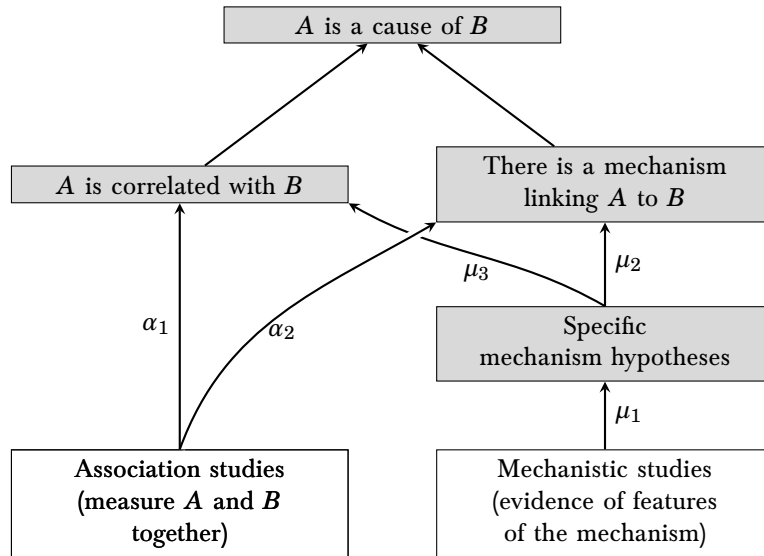 A is a cause of B
A is correlated with B
There is a mechanism
linking A to B
μ3
μ2
α1
α2
Specific
mechanism hypotheses
μ1
Association studies
(measure A and B
together)
Mechanistic studies
(evidence of features
of the mechanism)